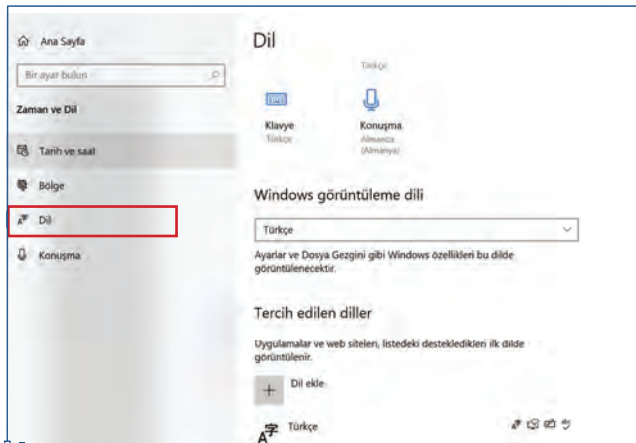 Ana Sayfa
Bir ayar bulun
Zaman ve Dil
Tarih ve saat
Bölge
Dil
Konuşma
Dil
Türkçe
Klavye
Türkçe
Konuşma
Almanca
(Almanya)
Windows görüntüleme dili
Türkçe
Ayarlar ve Dosya Gezgini gibi Windows özellikleri bu dilde
görüntülenecektir.
Tercih edilen diller
Uygulamalar ve web siteleri, listedeki destekledikleri ilk dilde
görüntülenir.
Dil ekle
Türkçe